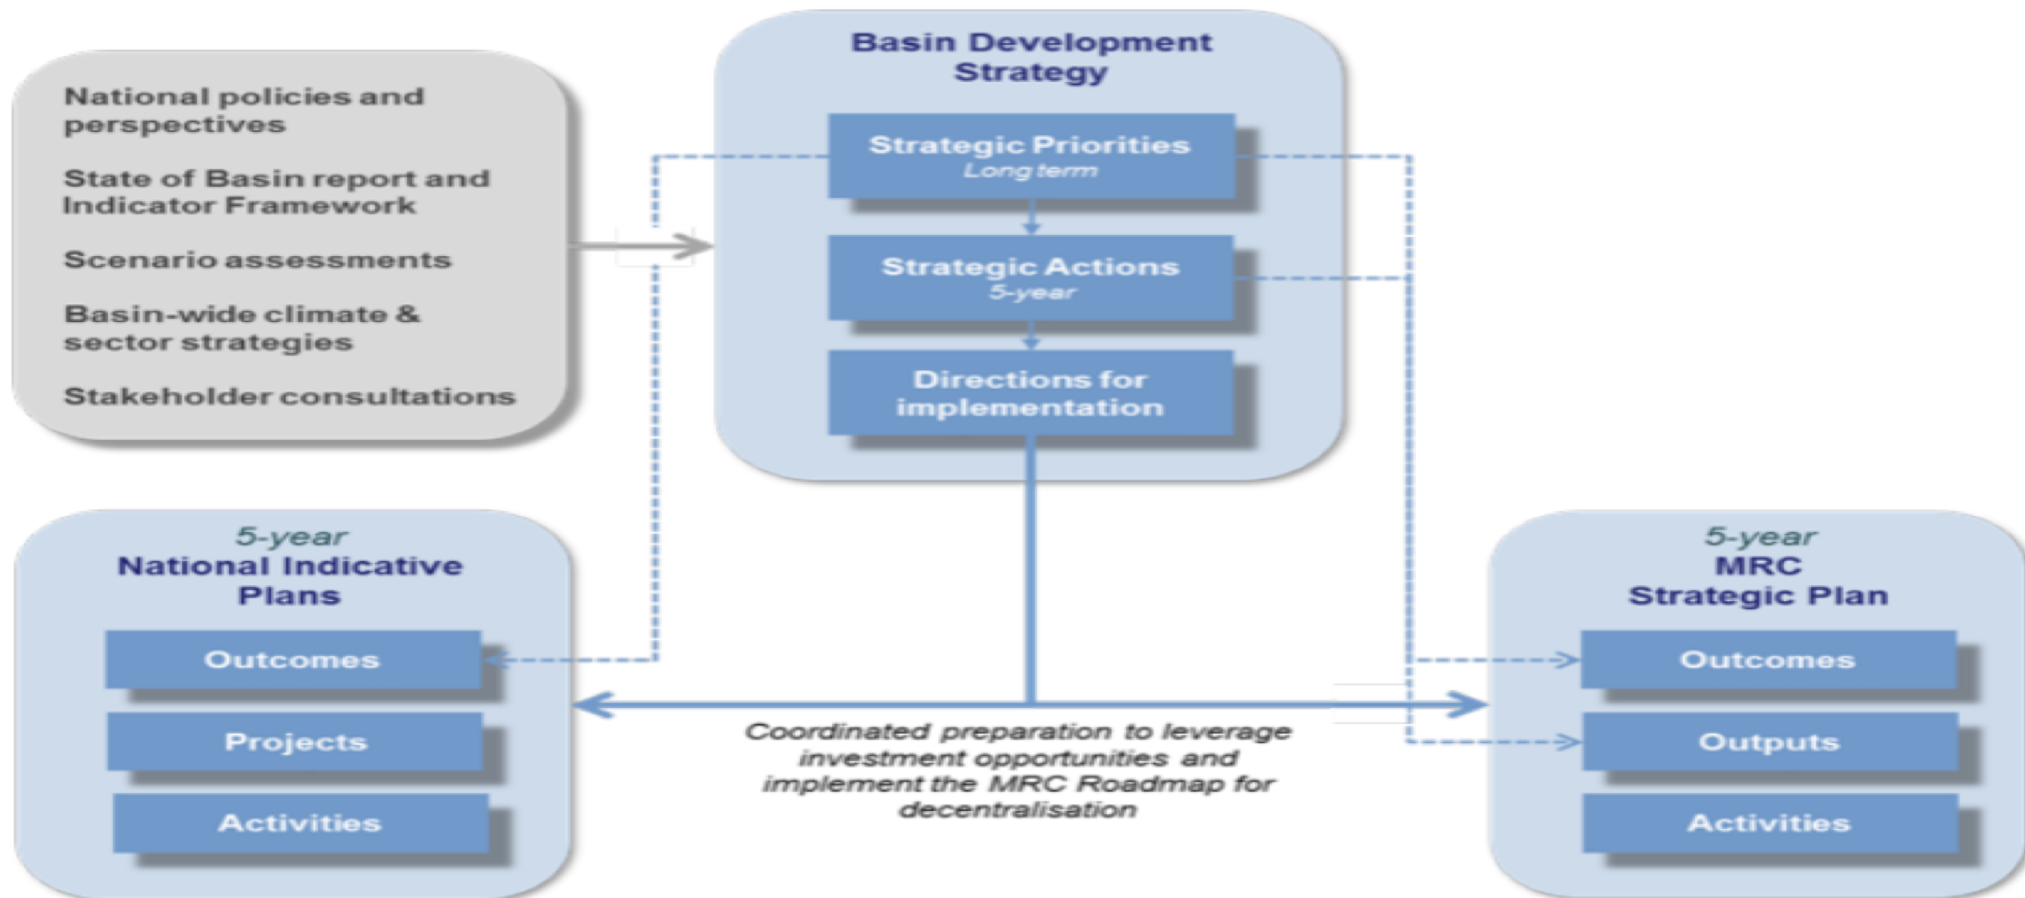 National policies and
perspectives
State of Basin report and
Indicator Framework
Scenario assessments
Basin-wide climate &
sector strategies
Stakeholder consultations
Basin Development
Strategy
Strategic Priorities
Long term
Strategic Actions
5-year
Directions for
implementation
5-year
National Indicative
Plans
Outcomes
Projects
Activities
Coordinated preparation to leverage
investment opportunities and
implement the MRC Roadmap for
decentralisation
5-year
MRC
Strategic Plan
Outcomes
Outputs
Activities